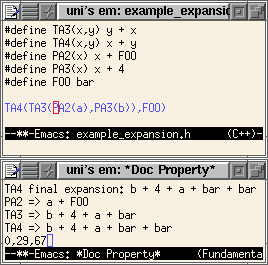 uni's em: example_expans
#define TA3(x,y) y + x
#define TA4(x,y) x + y
#define PA2(x) x + FOO
#define PA3(x) x + 4
#define FOO bar
TA4(TA3(PA2(a),PA3(b)),FOO)
--**-Emacs: example_expansion.h (C++)-
uni's em: *Doc Property*
TA4 final expansion: b + 4 + a + bar + bar
PA2 => a + FOO
TA3 => b + 4 + a + bar
TA4 => b + 4 + a + bar + bar
0,29,67
--**-Emacs: *Doc Property* (Fundamenta